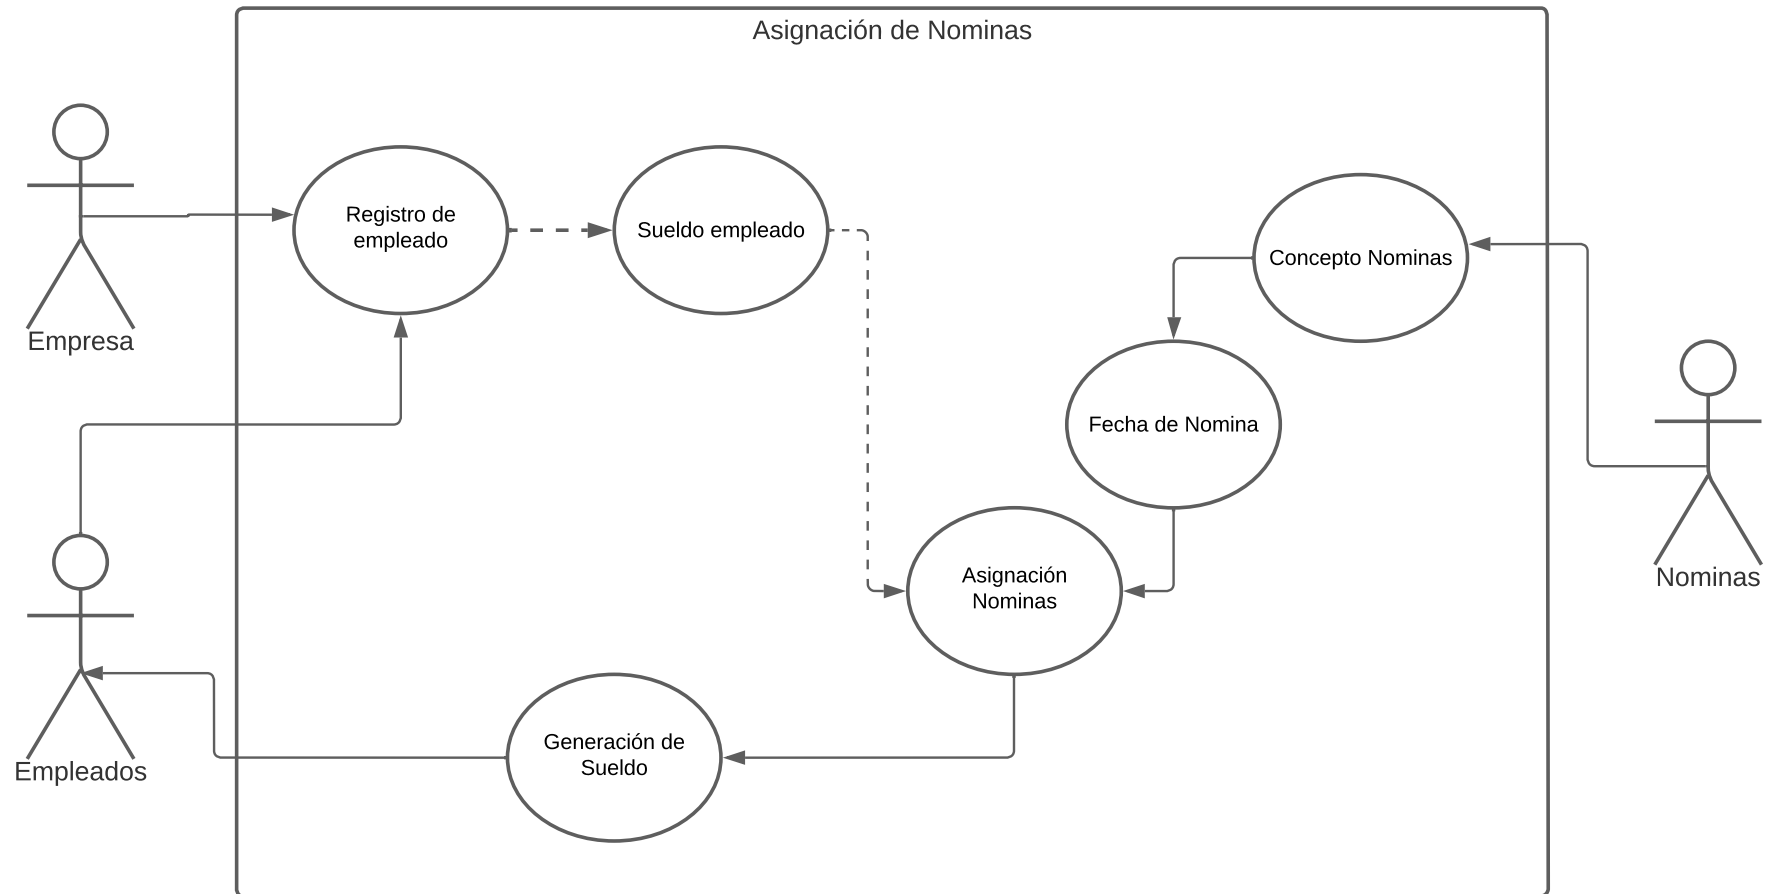 Asignación de Nominas
Registro de
empleado
Sueldo empleado
Concepto Nominas
Empresa
Fecha de Nomina
Asignación
Nominas
Nominas
Generación de
Sueldo
Empleados